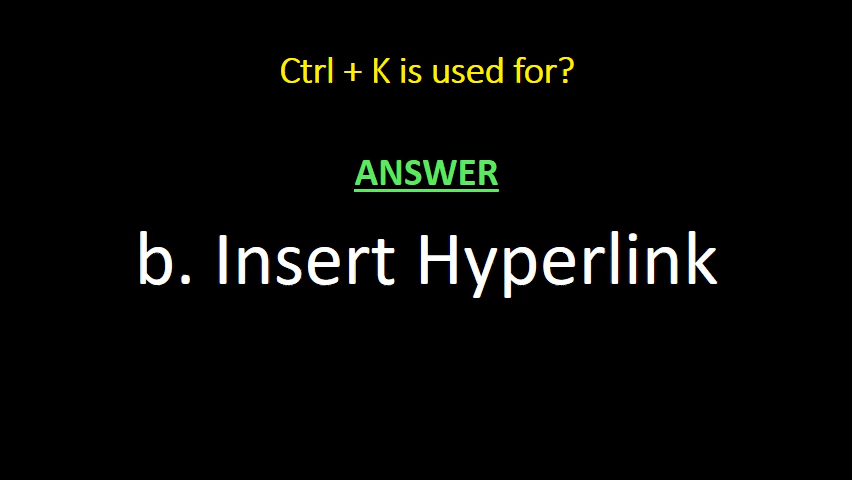 Ctrl + K is used for?
ANSWER
b. Insert Hyperlink